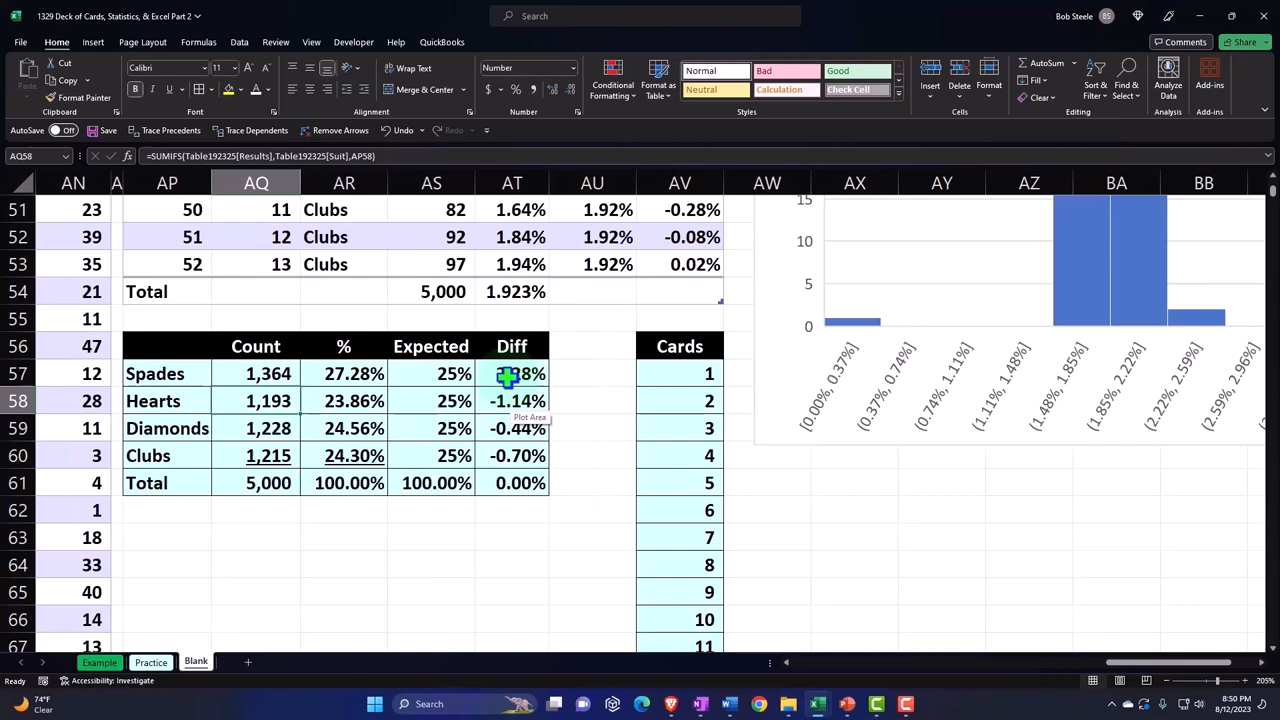 1329 Deck of Cards, Statistics, & Excel Part 2
Search
Bob Steele
BS
File Home Insert Page Layout Formulas Data Review View Developer Help QuickBooks
Comments
Share
Paste
Cut
Copy
Format Painter
Clipboard
Calibri
11
Font
Wrap Text
Merge & Center
Alignment
Number
Number
Conditional Formatting
Format as Table
Normal Bad Good
Neutral Calculation Check Cell
Styles
Insert Delete Format
Cells
AutoSum
Fill
Clear
Editing
Sort & Filter
Find & Select
Analyze Data
Analysis
Add-ins
Add-ins
AutoSave Off Save Trace Precedents Trace Dependents Remove Arrows Undo Redo
AQ58
=SUMIFS(Table192325[Results],Table192325[Suit],AP58)
AN A AP AQ AR AS AT AU AV AW AX AY AZ BA BB
51 23 50 11 Clubs 82 1.64% 1.92% -0.28%
52 39 51 12 Clubs 92 1.84% 1.92% -0.08%
53 35 52 13 Clubs 97 1.94% 1.92% 0.02%
54 21 Total 5,000 1.923%
55 11
56 47 Count % Expected Diff Cards
57 12 Spades 1,364 27.28% 25% 1
58 28 Hearts 1,193 23.86% 25% -1.14% 2
59 11 Diamonds 1,228 24.56% 25% -0.44% 3
60 3 Clubs 1,215 24.30% 25% -0.70% 4
61 4 Total 5,000 100.00% 100.00% 0.00% 5
62 1 6
63 18 7
64 33 8
65 40 9
66 14 10
67 13 11
Plot Area
15
10
5
0
[0.00%, 0.37%]
(0.37%, 0.74%]
(0.74%, 1.11%]
(1.11%, 1.48%]
(1.48%, 1.85%]
(1.85%, 2.22%]
(2.22%, 2.59%]
(2.59%, 2.96%]
Example Practice Blank
Ready
Accessibility: Investigate
205%
74°F
Clear
Search
8:50 PM
8/12/2023